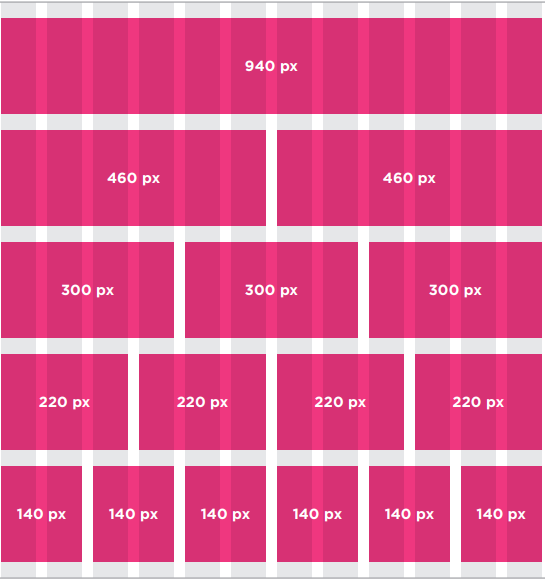 940 px
460 px 460 px
300 px 300 px 300 px
220 px 220 px 220 px 220 px
140 px 140 px 140 px 140 px 140 px 140 px